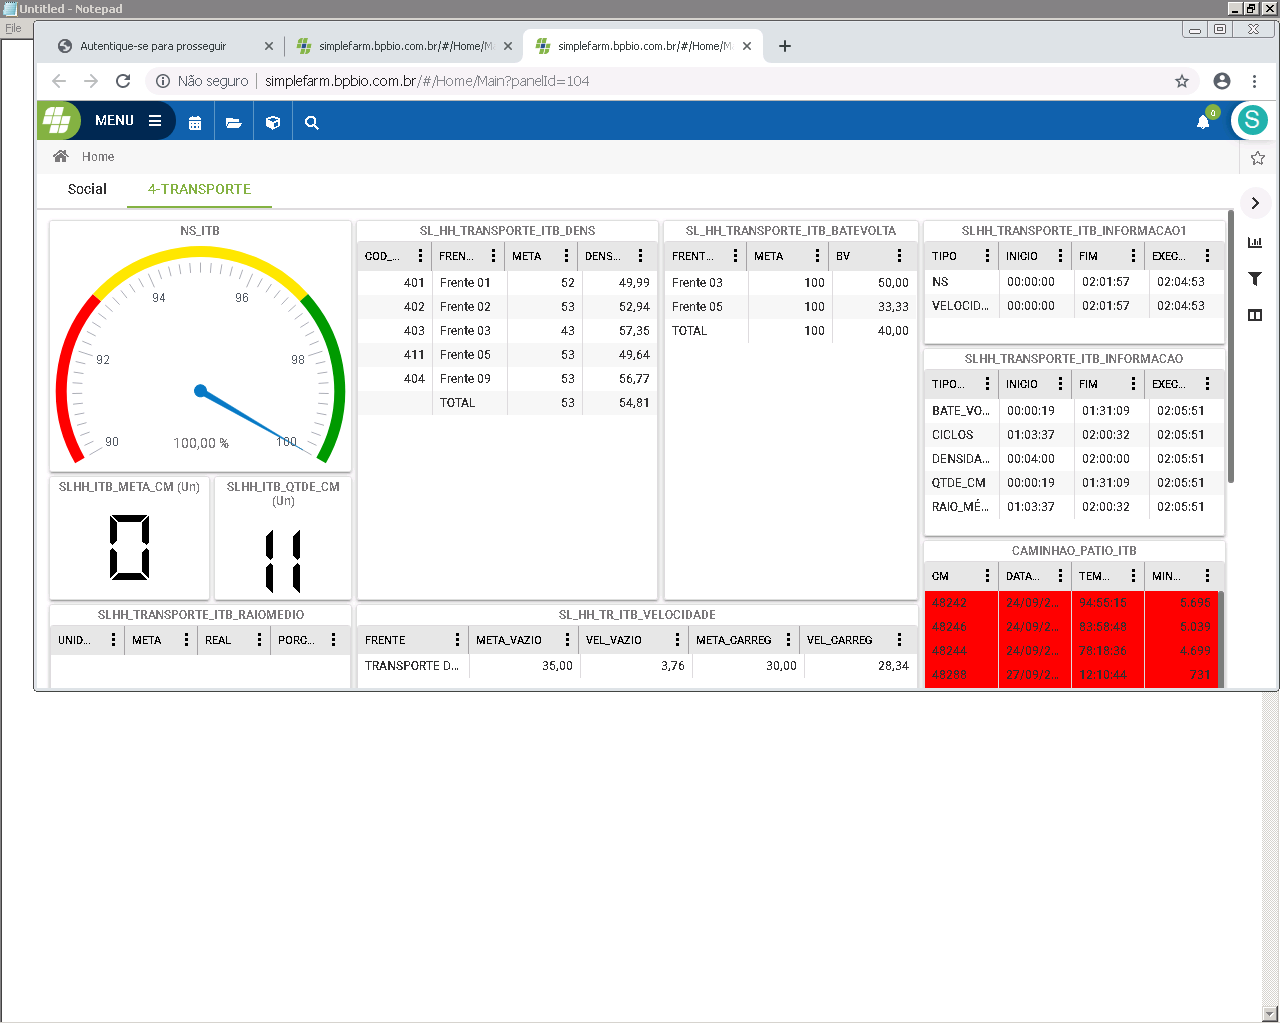 Untitled - Notepad
File
Autentique-se para prosseguir
simplefarm.bpbio.com.br/#/Home/M
simplefarm.bpbio.com.br/#/Home/M
Não seguro | simplefarm.bpbio.com.br/#/Home/Main?panelId=104
MENU
S
Home
Social 4-TRANSPORTE
NS_ITB
90 92 94 96 98 100
100,00 %
SLHH_ITB_META_CM (Un)
0
SLHH_ITB_QTDE_CM (Un)
11
SLHH_TRANSPORTE_ITB_RAIOMEDIO
UNID... META REAL PORC...
SL_HH_TRANSPORTE_ITB_DENS
COD_... FREN... META DENS...
401 Frente 01 52 49,99
402 Frente 02 53 52,94
403 Frente 03 43 57,35
411 Frente 05 53 49,64
404 Frente 09 53 56,77
TOTAL 53 54,81
SL_HH_TRANSPORTE_ITB_BATEVOLTA
FRENT... META BV
Frente 03 100 50,00
Frente 05 100 33,33
TOTAL 100 40,00
SL_HH_TR_ITB_VELOCIDADE
FRENTE META_VAZIO VEL_VAZIO META_CARREG VEL_CARREG
TRANSPORTE D... 35,00 3,76 30,00 28,34
SLHH_TRANSPORTE_ITB_INFORMACAO1
TIPO INICIO FIM EXEC...
NS 00:00:00 02:01:57 02:04:53
VELOCID... 00:00:00 02:01:57 02:04:53
SLHH_TRANSPORTE_ITB_INFORMACAO
TIPO... INICIO FIM EXEC...
BATE_VO... 00:00:19 01:31:09 02:05:51
CICLOS 01:03:37 02:00:32 02:05:51
DENSIDA... 00:04:00 02:00:00 02:05:51
QTDE_CM 00:00:19 01:31:09 02:05:51
RAIO_MÉ... 01:03:37 02:00:32 02:05:51
CAMINHAO_PATIO_ITB
CM DATA... TEM... MIN...
48242 24/09/2... 94:56:15 5.695
48246 24/09/2... 83:58:48 5.039
48244 24/09/2... 78:18:36 4.699
48288 27/09/2... 12:10:44 731